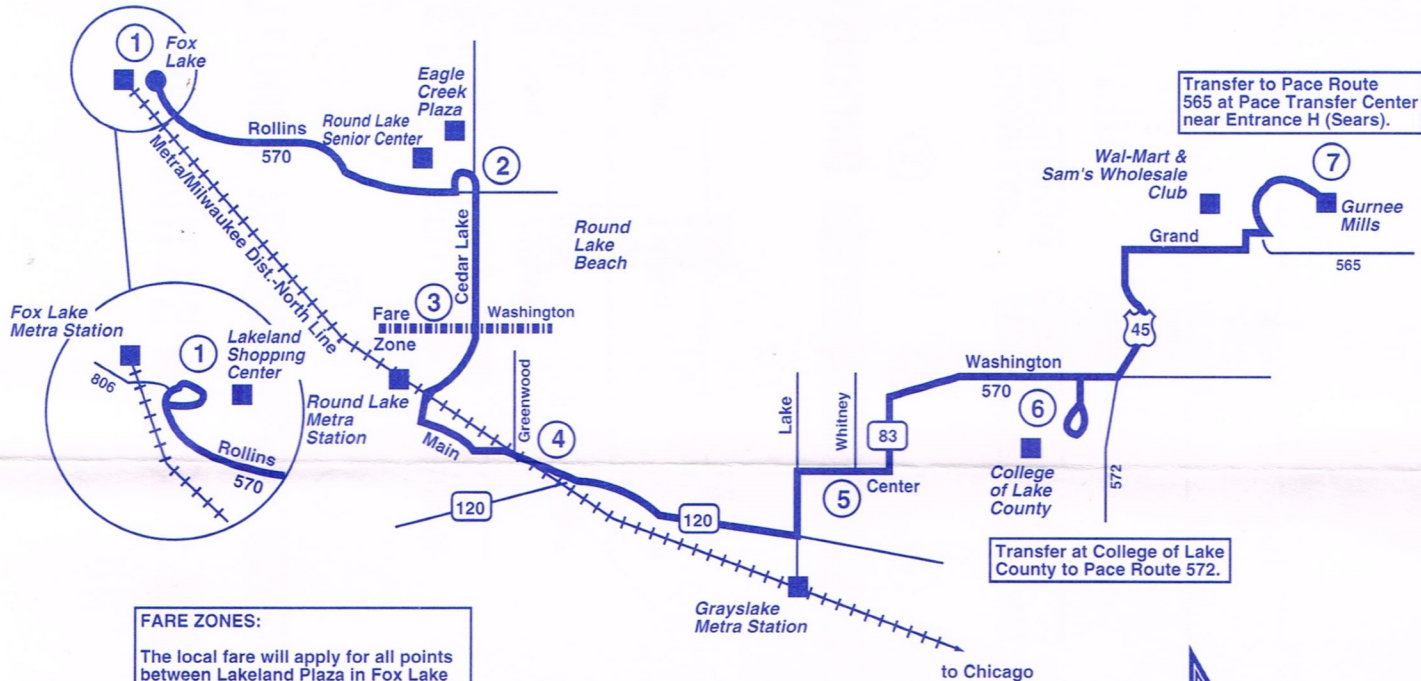 1
Fox
Lake
Eagle
Creek
Plaza
Round Lake
Senior Center
Rollins
570
2
Metra/Milwaukee Dist.-North Line
Cedar Lake
Round
Lake
Beach
Transfer to Pace Route
565 at Pace Transfer Center
near Entrance H (Sears).
Wal-Mart &
Sam's Wholesale
Club
7
Gurnee
Mills
Grand
565
45
3
Fare
Zone
Washington
Fox Lake
Metra Station
1
Lakeland
Shopping
Center
806
Rollins
570
Round Lake
Metra
Station
Greenwood
Main
4
120
120
Lake
Whitney
83
5
Center
Washington
570
6
College
of Lake
County
572
Transfer at College of Lake
County to Pace Route 572.
Grayslake
Metra Station
to Chicago
FARE ZONES:
The local fare will apply for all points
between Lakeland Plaza in Fox Lake